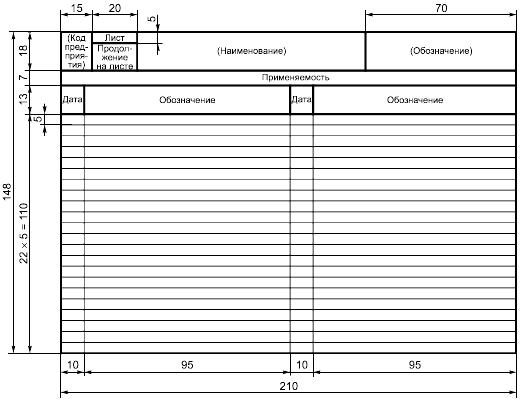 15
20
5
70
18
(Код
пред-
прия-
тия)
Лист
Продол-
жение
на листе
(Наименование)
(Обозначение)
7
Применяемость
13
Дата
Обозначение
Дата
Обозначение
5
148
22 × 5 = 110
10
95
10
95
210